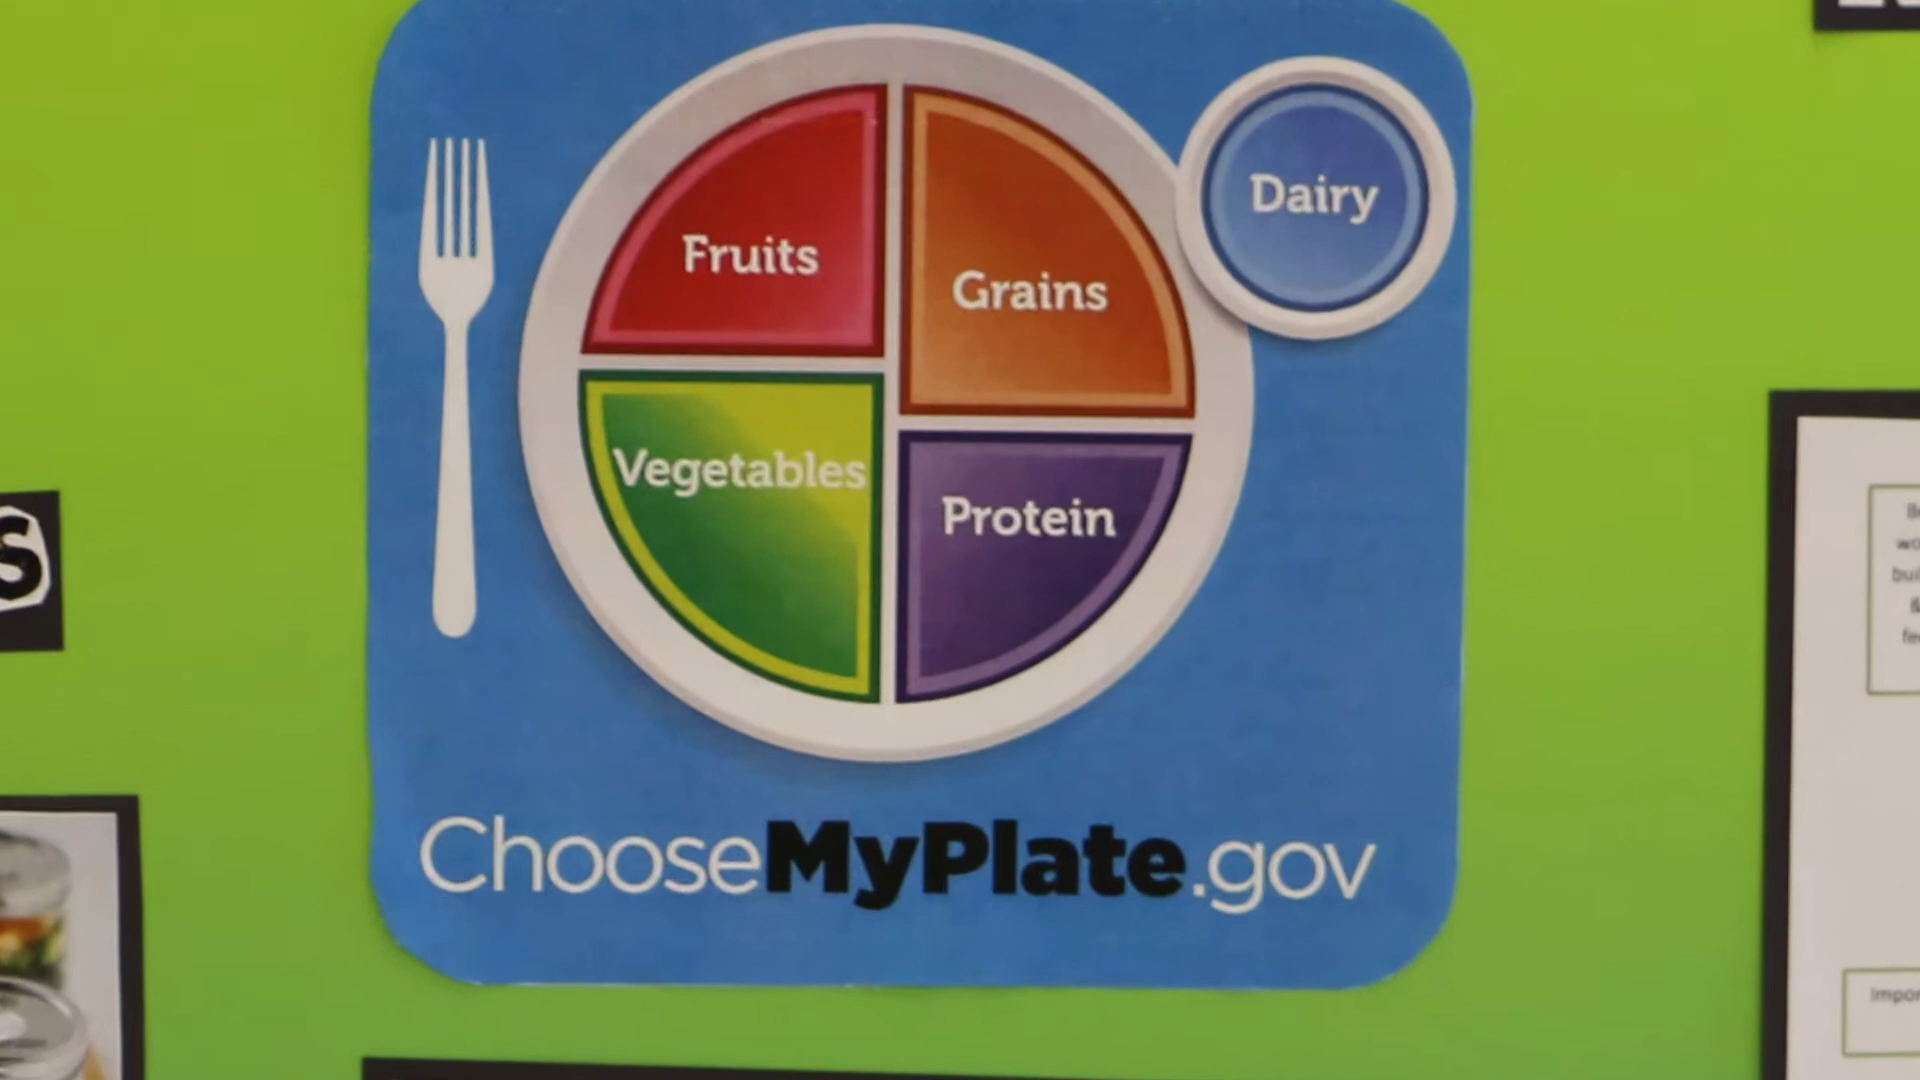 Dairy
Fruits
Grains
Vegetables
Protein
ChooseMyPlate.gov